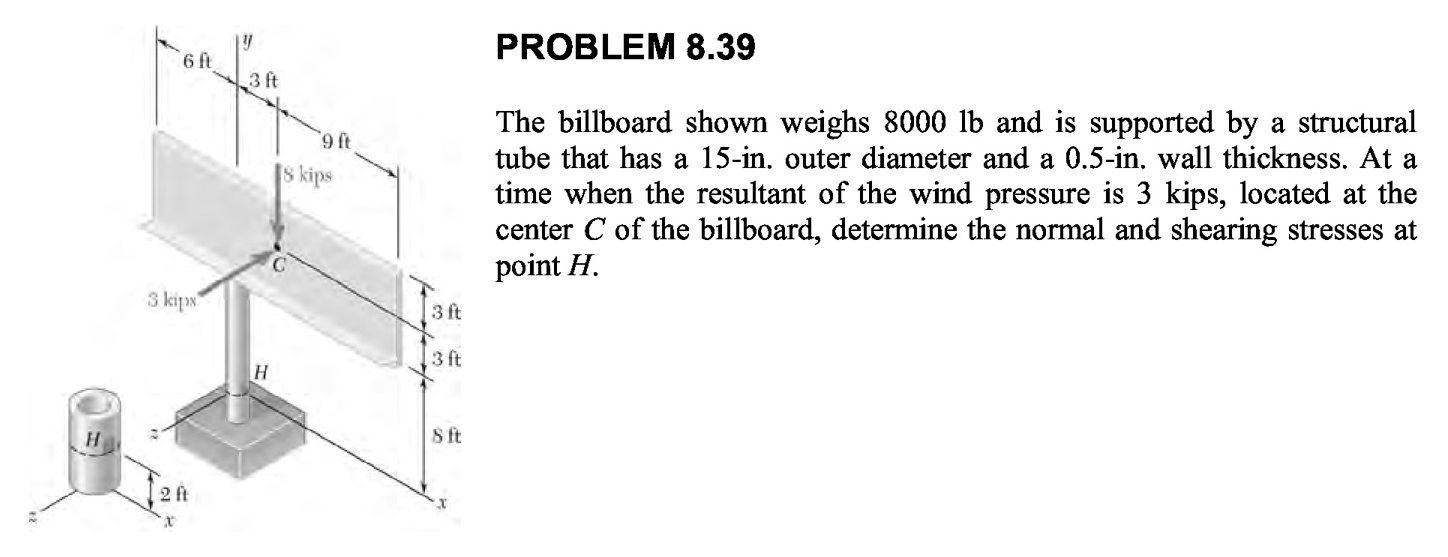 PROBLEM 8.39
The billboard shown weighs 8000 lb and is supported by a structural
tube that has a 15-in. outer diameter and a 0.5-in. wall thickness. At a
time when the resultant of the wind pressure is 3 kips, located at the
center C of the billboard, determine the normal and shearing stresses at
point H.
y
6 ft
3 ft
9 ft
8 kips
C
3 kips
3 ft
3 ft
H
z
8 ft
x
H
2 ft
z
x